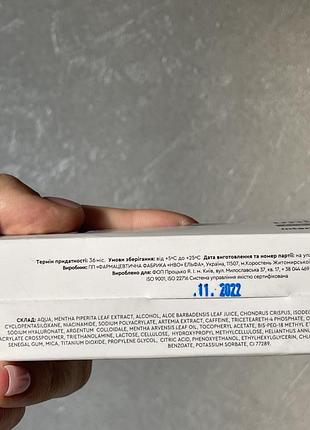 Термін придатності: 36 міс. Умови зберігання: від +5°C до +25°C Дата виготовлення та номер партії: на уп
Виробник: ПП «ФАРМАЦЕВТИЧНА ФАБРИКА «НВО» ЕЛЬФА», Україна, 11507, м.Коростень Житомирської
Вироблено для: ФОП Процько Я. І. м. Київ, вул. Милославська 37, кв. 17, + 38 044 469
ISO 9001, ISO 22716 Система управління якістю сертифікована
.11. 2022
СКЛАД: AQUA, MENTHA PIPERITA LEAF EXTRACT, ALCOHOL, ALOE BARBADENSIS LEAF JUICE, CHONDRUS CRISPUS, ISODE
CYCLOPENTASILOXANE, NIACINAMIDE, SODIUM POLYACRYLATE, ARTEMIA EXTRACT, CAFFEINE, TRICETEARETH-4 PHOSPHATE,
SODIUM HYALURONATE, ARGENTUM COLLOIDALE, MENTHA ARVENSIS LEAF OIL, TOCOPHERYL ACETATE, BIS-PEG-18 METHYL
ACRYLATE CROSSPOLYMER, TRIETHANOLAMINE, LACTOSE, CELLULOSE, HYDROXYPROPYL METHYLCELLULOSE, HELIANTHUS ANNU
SENEGAL GUM, MICA, TITANIUM DIOXIDE, PROPYLENE GLYCOL, CITRIC ACID, PHENOXYETHANOL, ETHYLHEXYLGLYCERIN, CHL
BENZOATE, POTASSIUM SORBATE, CI 77289.